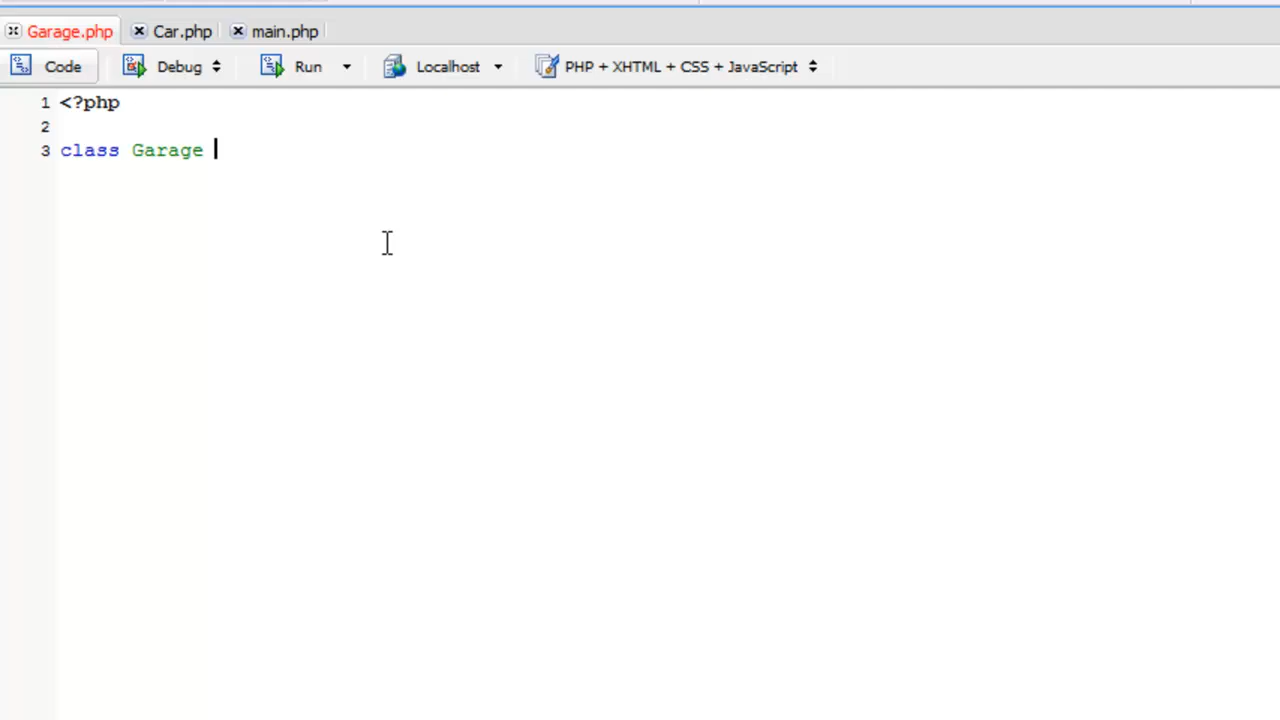 Garage.php Car.php main.php
Code Debug Run Localhost PHP + XHTML + CSS + JavaScript
1 <?php
2
3 class Garage